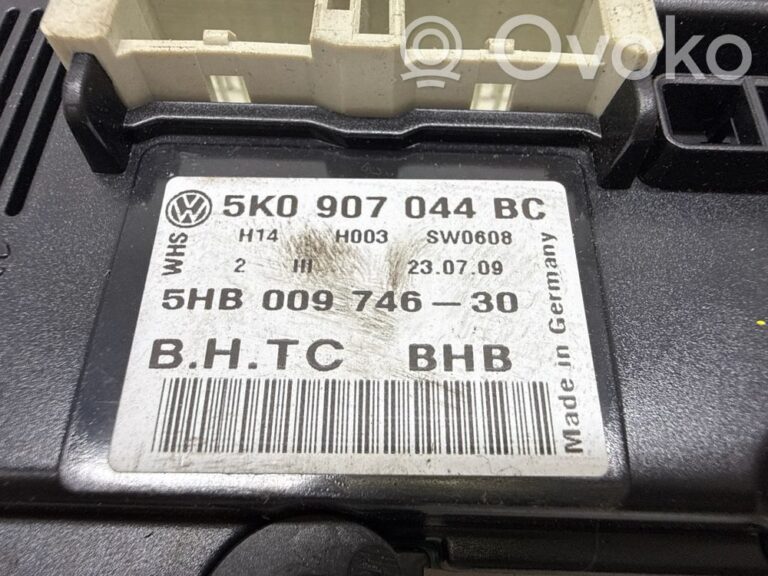 Ovoko
5K0 907 044 BC
H14 H003 SW0608
2 III 23.07.09
5HB 009 746-30
B.H.TC BHB
WHS
Made in Germany